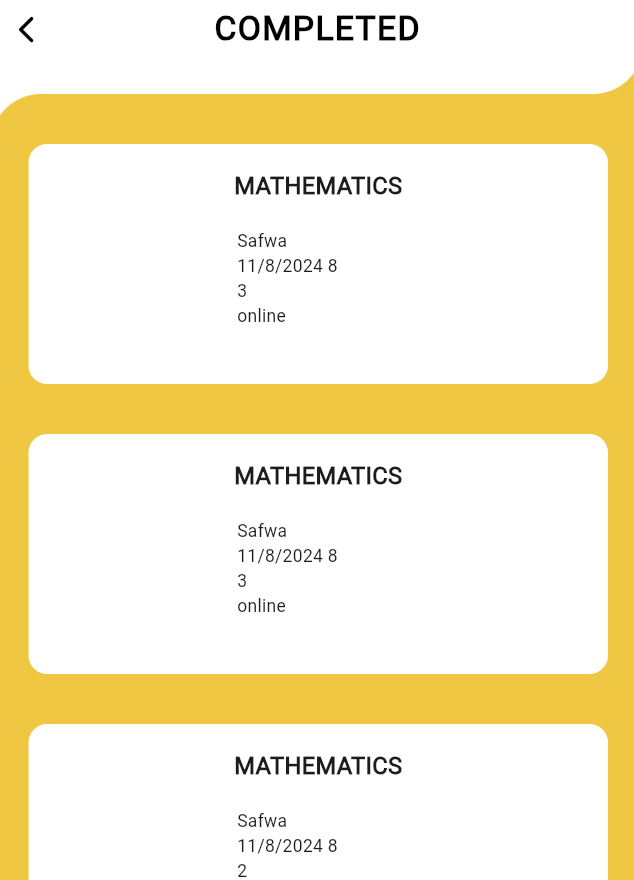 COMPLETED
MATHEMATICS
Safwa
11/8/2024 8
3
online
MATHEMATICS
Safwa
11/8/2024 8
3
online
MATHEMATICS
Safwa
11/8/2024 8
2